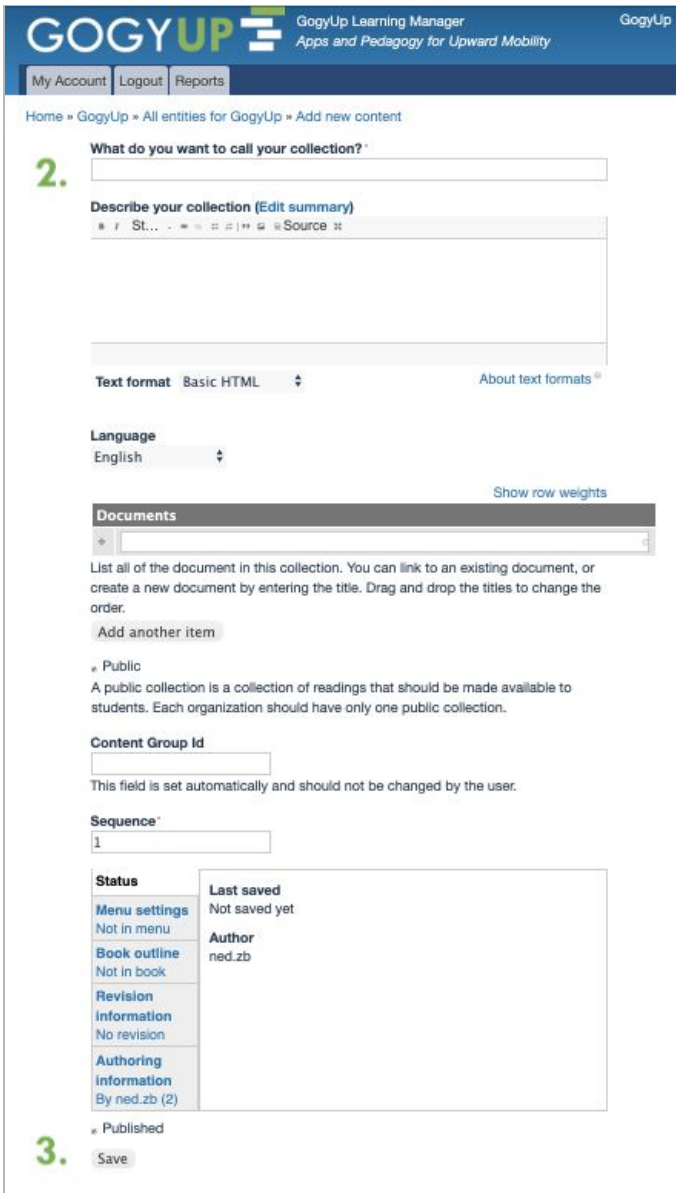 GOGYUP
GogyUp Learning Manager
Apps and Pedagogy for Upward Mobility
GogyUp
My Account Logout Reports
Home » GogyUp » All entities for GogyUp » Add new content
2.
What do you want to call your collection?*
Describe your collection (Edit summary)
B I St... Source
Text format Basic HTML
About text formats
Language
English
Show row weights
Documents
List all of the document in this collection. You can link to an existing document, or
create a new document by entering the title. Drag and drop the titles to change the
order.
Add another item
Public
A public collection is a collection of readings that should be made available to
students. Each organization should have only one public collection.
Content Group Id
This field is set automatically and should not be changed by the user.
Sequence*
1
Status
Menu settings
Not in menu
Book outline
Not in book
Revision
information
No revision
Authoring
information
By ned.zb (2)
Last saved
Not saved yet
Author
ned.zb
Published
3.
Save